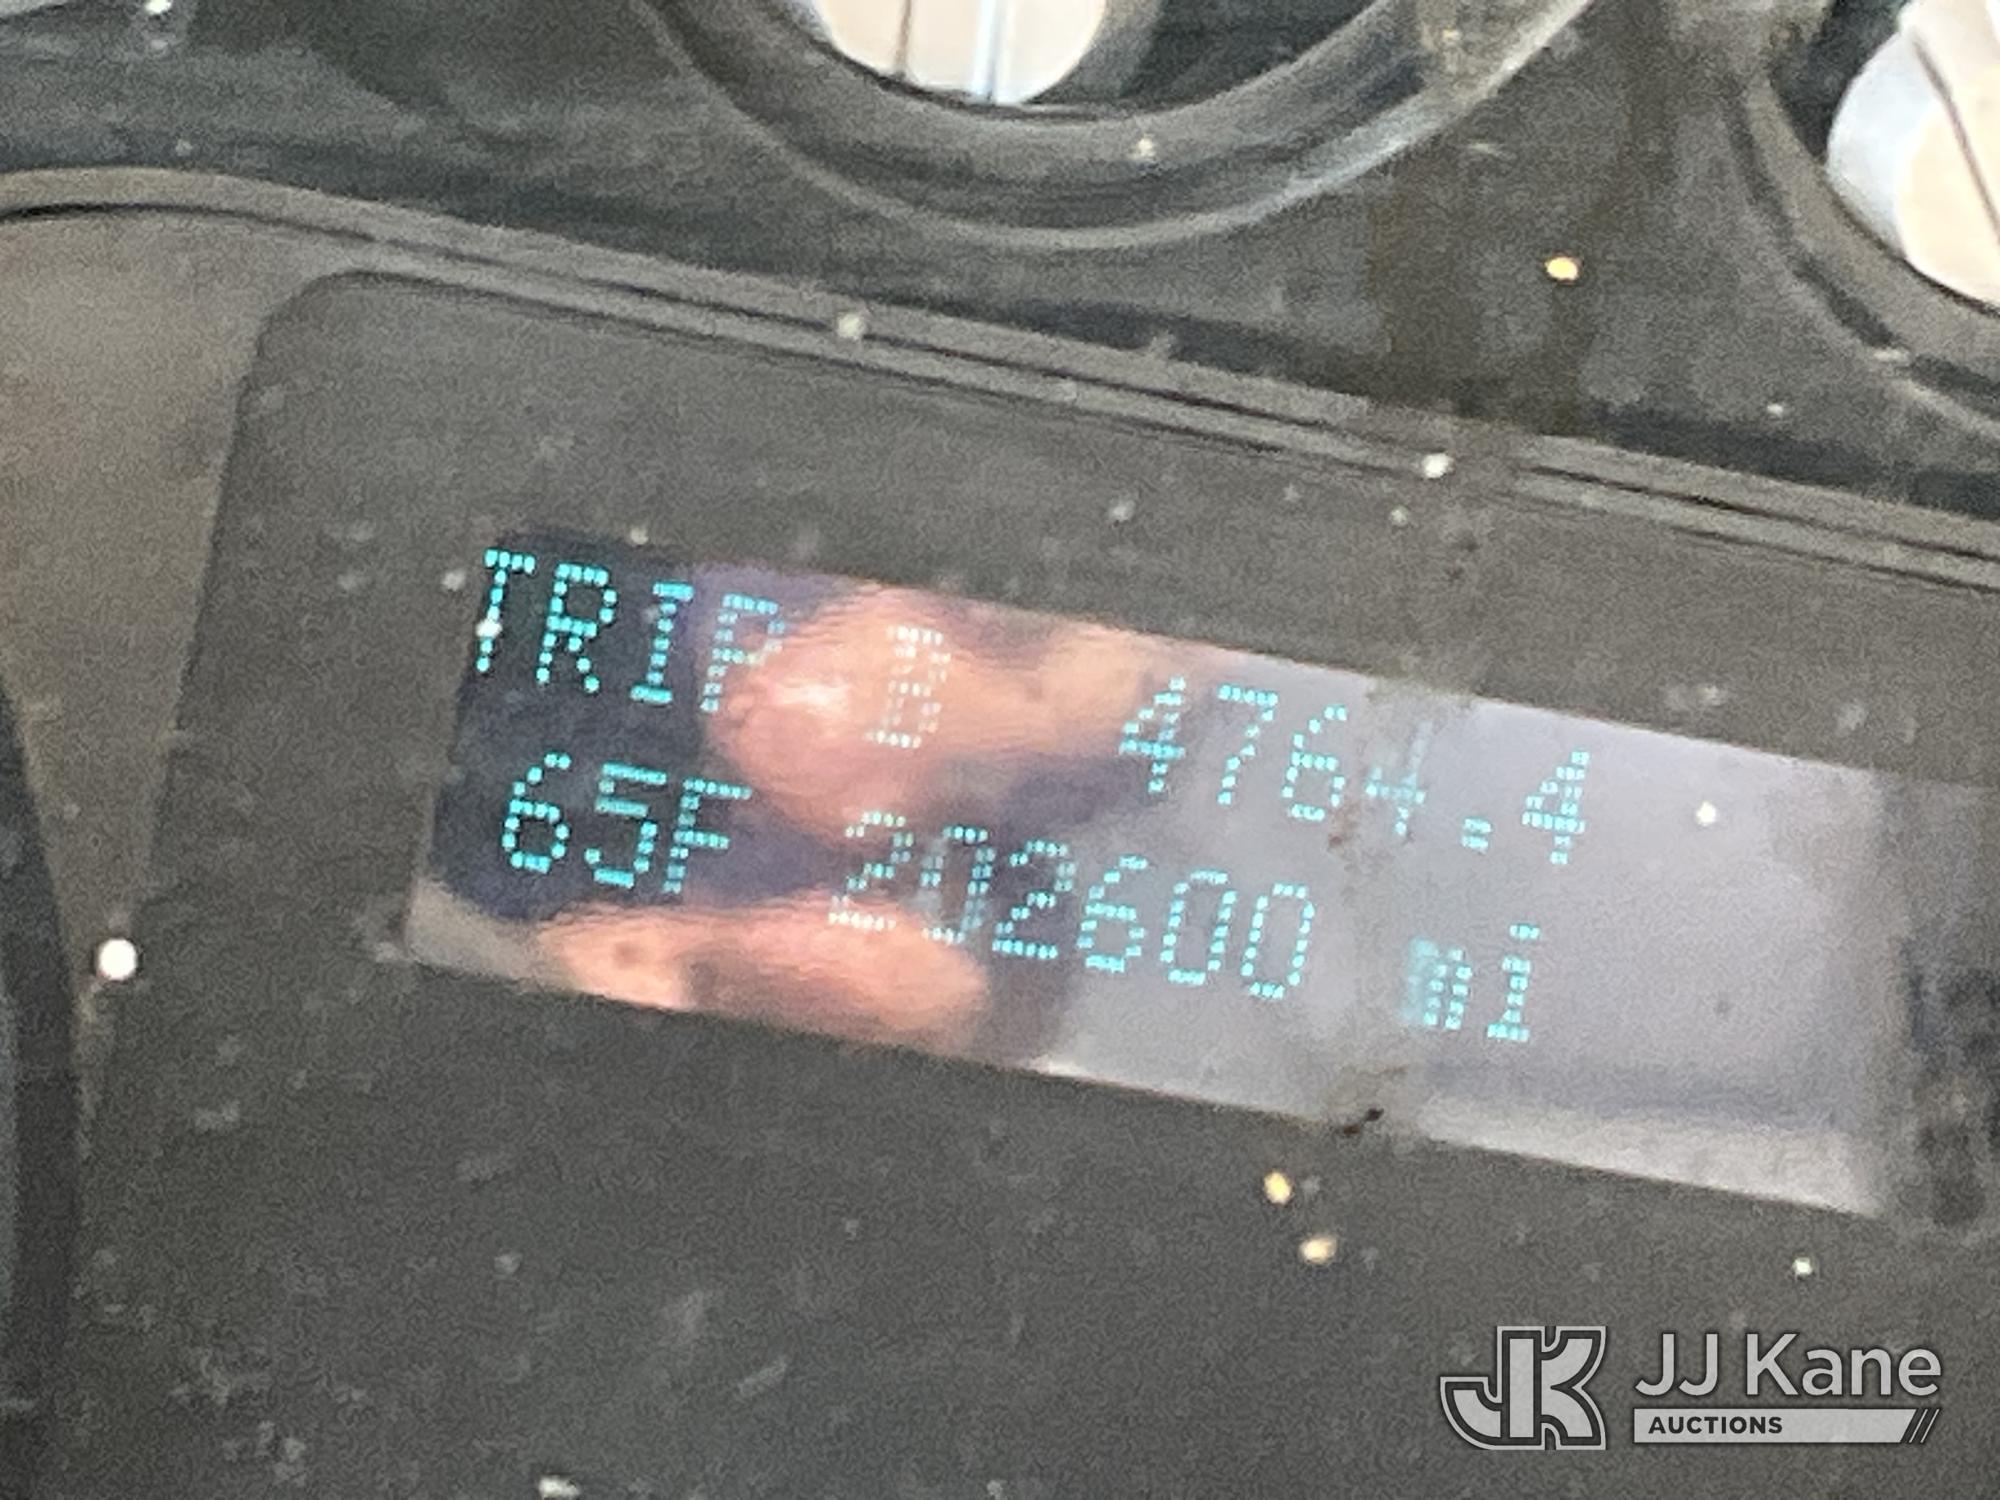 TRIP B 4764.4
65F 202600 mi
JJ Kane
AUCTIONS